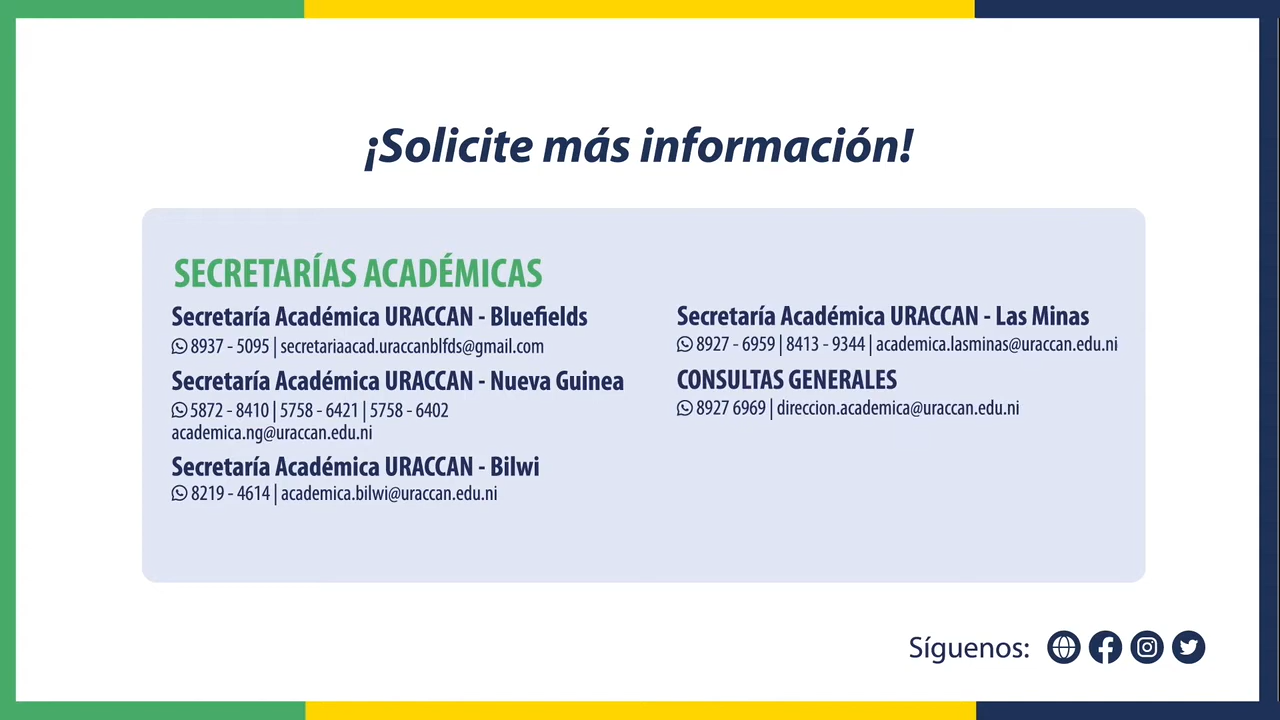 ¡Solicite más información!
SECRETARÍAS ACADÉMICAS
Secretaría Académica URACCAN - Bluefields
8937 - 5095 | secretariaacad.uraccanblfds@gmail.com
Secretaría Académica URACCAN - Nueva Guinea
5872 - 8410 | 5758 - 6421 | 5758 - 6402
academica.ng@uraccan.edu.ni
Secretaría Académica URACCAN - Bilwi
8219 - 4614 | academica.bilwi@uraccan.edu.ni
Secretaría Académica URACCAN - Las Minas
8927 - 6959 | 8413 - 9344 | academica.lasminas@uraccan.edu.ni
CONSULTAS GENERALES
8927 6969 | direccion.academica@uraccan.edu.ni
Síguenos: